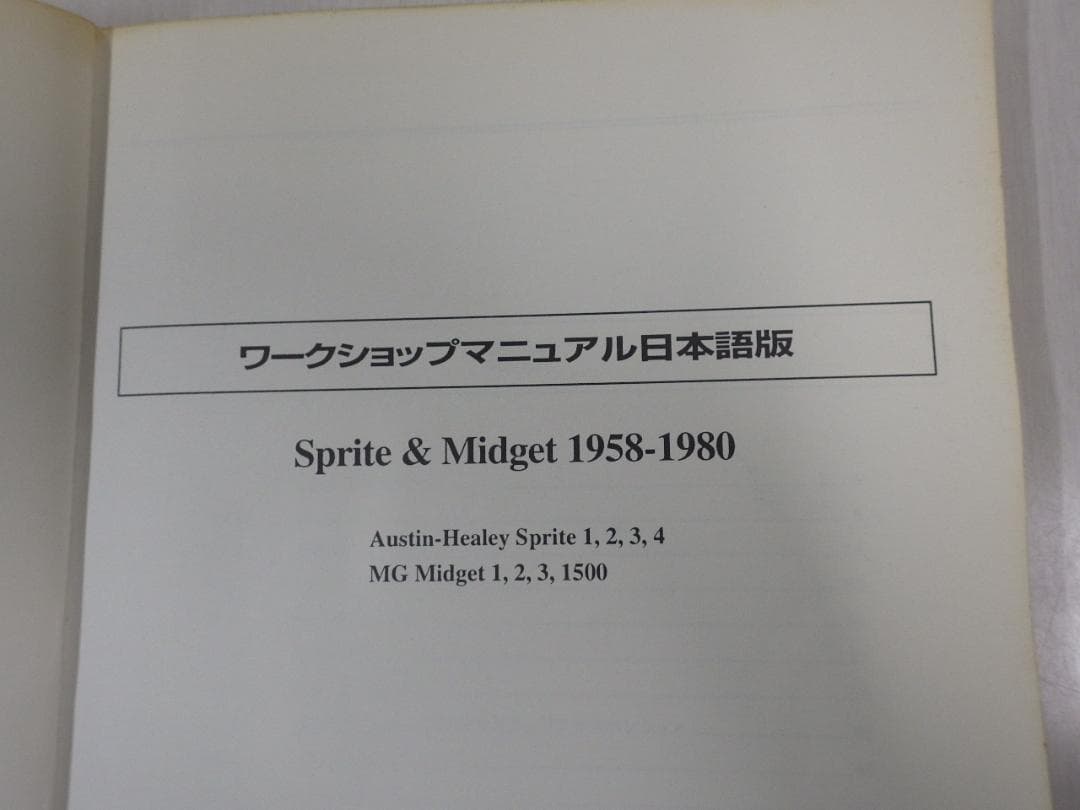 ワークショップマニュアル日本語版
Sprite & Midget 1958-1980
Austin-Healey Sprite 1, 2, 3, 4
MG Midget 1, 2, 3, 1500